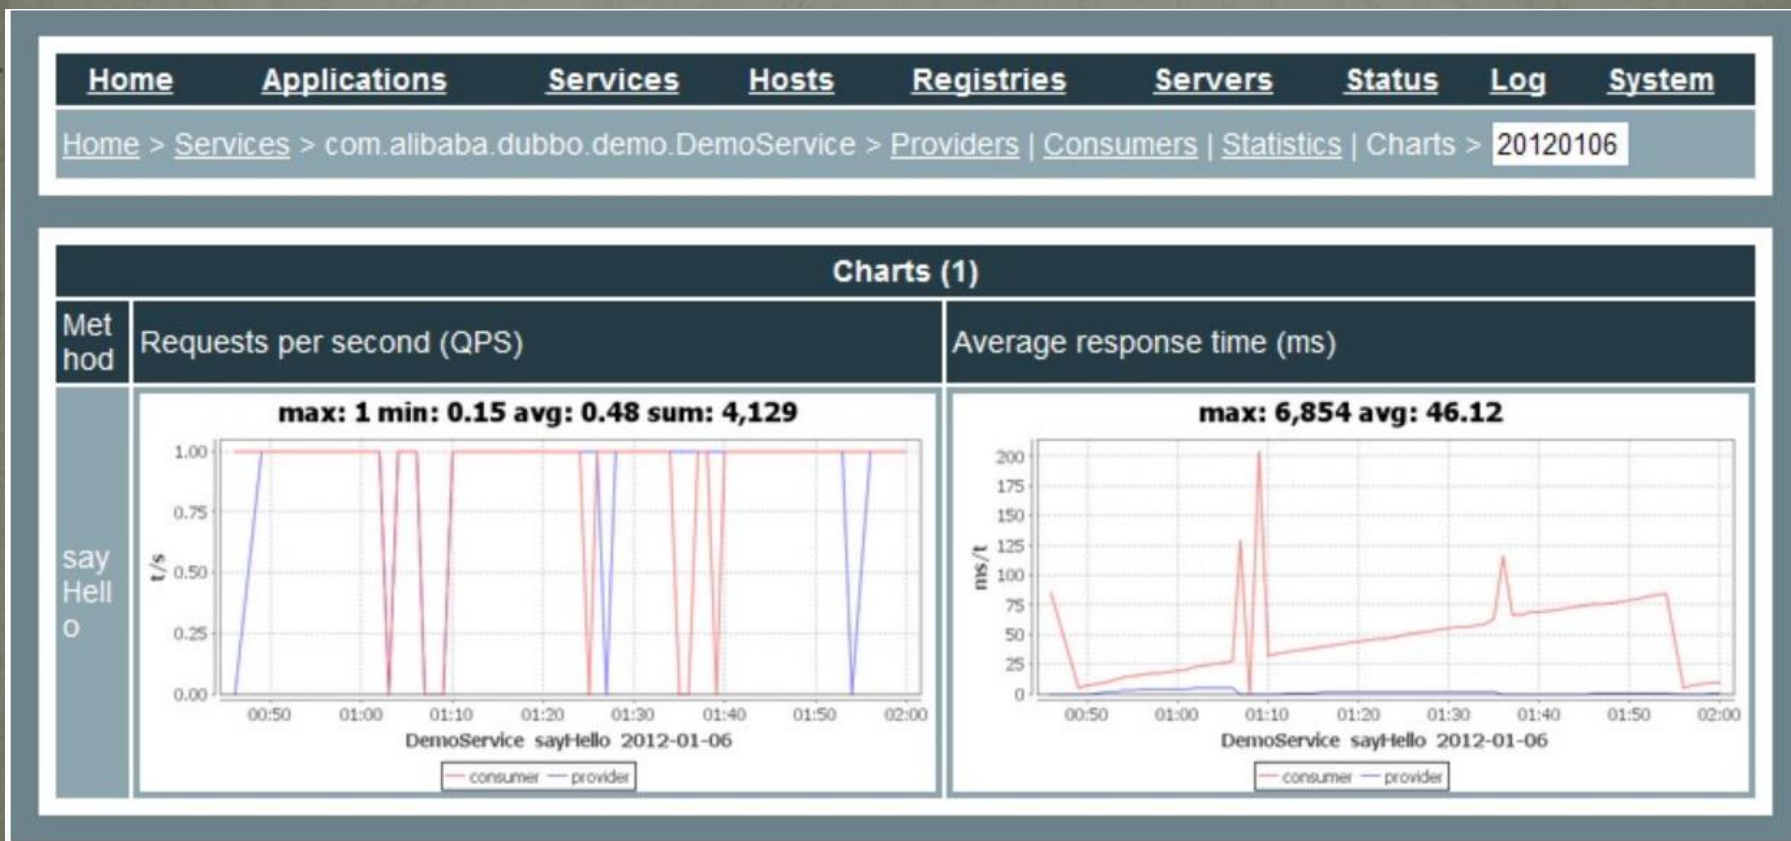 Home Applications Services Hosts Registries Servers Status Log System
Home > Services > com.alibaba.dubbo.demo.DemoService > Providers | Consumers | Statistics | Charts > 20120106
Charts (1)
Met
hod
Requests per second (QPS)
Average response time (ms)
say
Hell
o
max: 1 min: 0.15 avg: 0.48 sum: 4,129
1.00
0.75
0.50
0.25
0.00
t/s
00:50 01:00 01:10 01:20 01:30 01:40 01:50 02:00
DemoService sayHello 2012-01-06
consumer provider
max: 6,854 avg: 46.12
200
175
150
125
100
75
50
25
0
ms/t
00:50 01:00 01:10 01:20 01:30 01:40 01:50 02:00
DemoService sayHello 2012-01-06
consumer provider